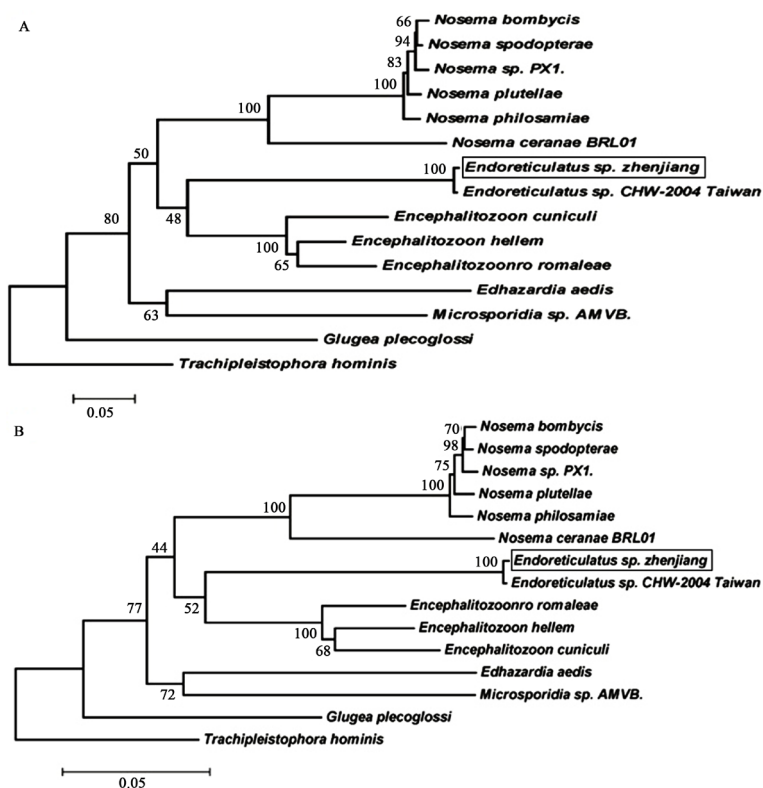 A
66
Nosema bombycis
94
Nosema spodopterae
83
Nosema sp. PX1.
100
Nosema plutellae
100
Nosema philosamiae
Nosema ceranae BRL01
50
100
Endoreticulatus sp. zhenjiang
Endoreticulatus sp. CHW-2004 Taiwan
80
48
Encephalitozoon cuniculi
100
Encephalitozoon hellem
65
Encephalitozoonro romaleae
Edhazardia aedis
63
Microsporidia sp. AMVB.
Glugea plecoglossi
Trachipleistophora hominis
0.05
B
70
Nosema bombycis
98
Nosema spodopterae
75
Nosema sp. PX1.
100
Nosema plutellae
100
Nosema philosamiae
Nosema ceranae BRL01
44
100
Endoreticulatus sp. zhenjiang
Endoreticulatus sp. CHW-2004 Taiwan
77
52
Encephalitozoonro romaleae
100
Encephalitozoon hellem
68
Encephalitozoon cuniculi
Edhazardia aedis
72
Microsporidia sp. AMVB.
Glugea plecoglossi
Trachipleistophora hominis
0.05